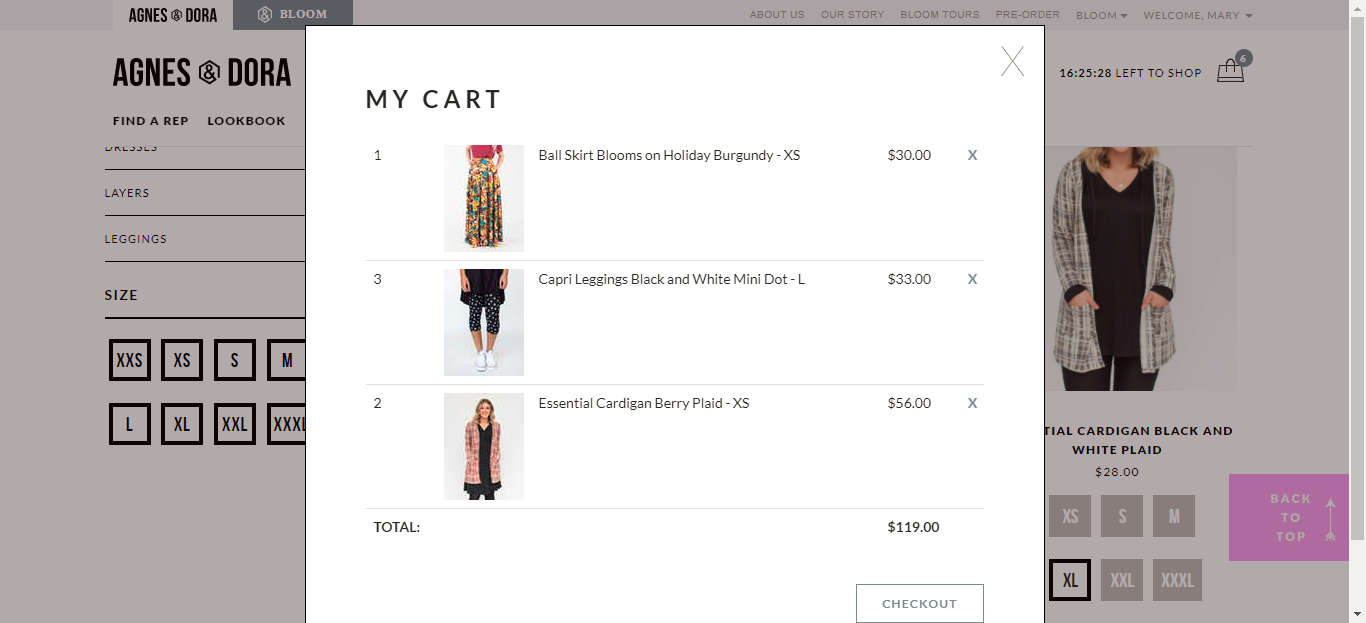 AGNES & DORA
BLOOM
ABOUT US
OUR STORY
BLOOM TOURS
PRE-ORDER
BLOOM
WELCOME, MARY
AGNES & DORA
16:25:28 LEFT TO SHOP
6
FIND A REP
LOOKBOOK
DRESSES
LAYERS
LEGGINGS
SIZE
XXS XS S M
L XL XXL XXXL
X
MY CART
1 Ball Skirt Blooms on Holiday Burgundy - XS $30.00 X
3 Capri Leggings Black and White Mini Dot - L $33.00 X
2 Essential Cardigan Berry Plaid - XS $56.00 X
TOTAL: $119.00
CHECKOUT
TIAL CARDIGAN BLACK AND
WHITE PLAID
$28.00
XS S M
XL XXL XXXL
BACK
TO
TOP